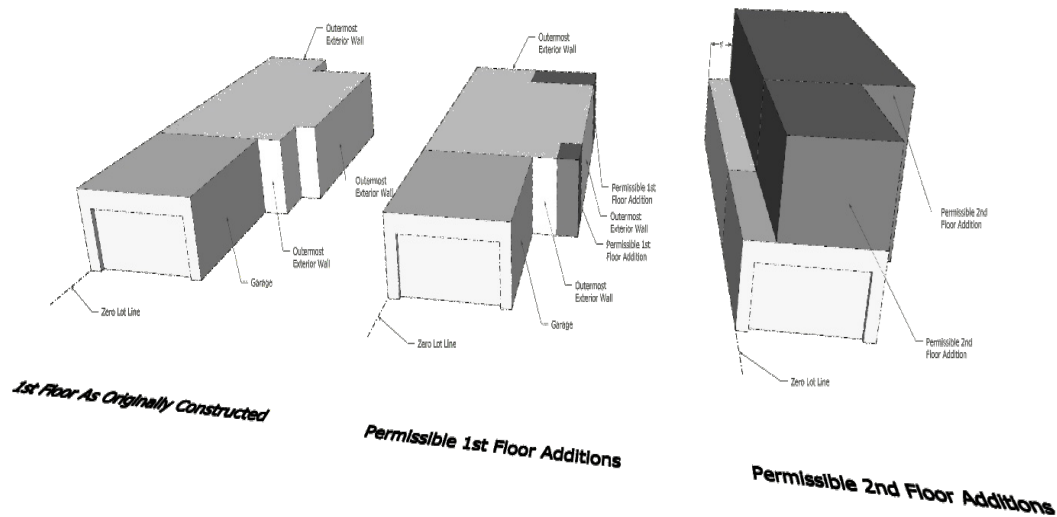 Outermost
Exterior Wall
Outermost
Exterior Wall
Outermost
Exterior Wall
Garage
Zero Lot Line
1st Floor As Originally Constructed
Outermost
Exterior Wall
Permissible 1st
Floor Addition
Outermost
Exterior Wall
Permissible 1st
Floor Addition
Outermost
Exterior Wall
Garage
Zero Lot Line
Permissible 1st Floor Additions
Permissible 2nd
Floor Addition
Permissible 2nd
Floor Addition
Zero Lot Line
Permissible 2nd Floor Additions